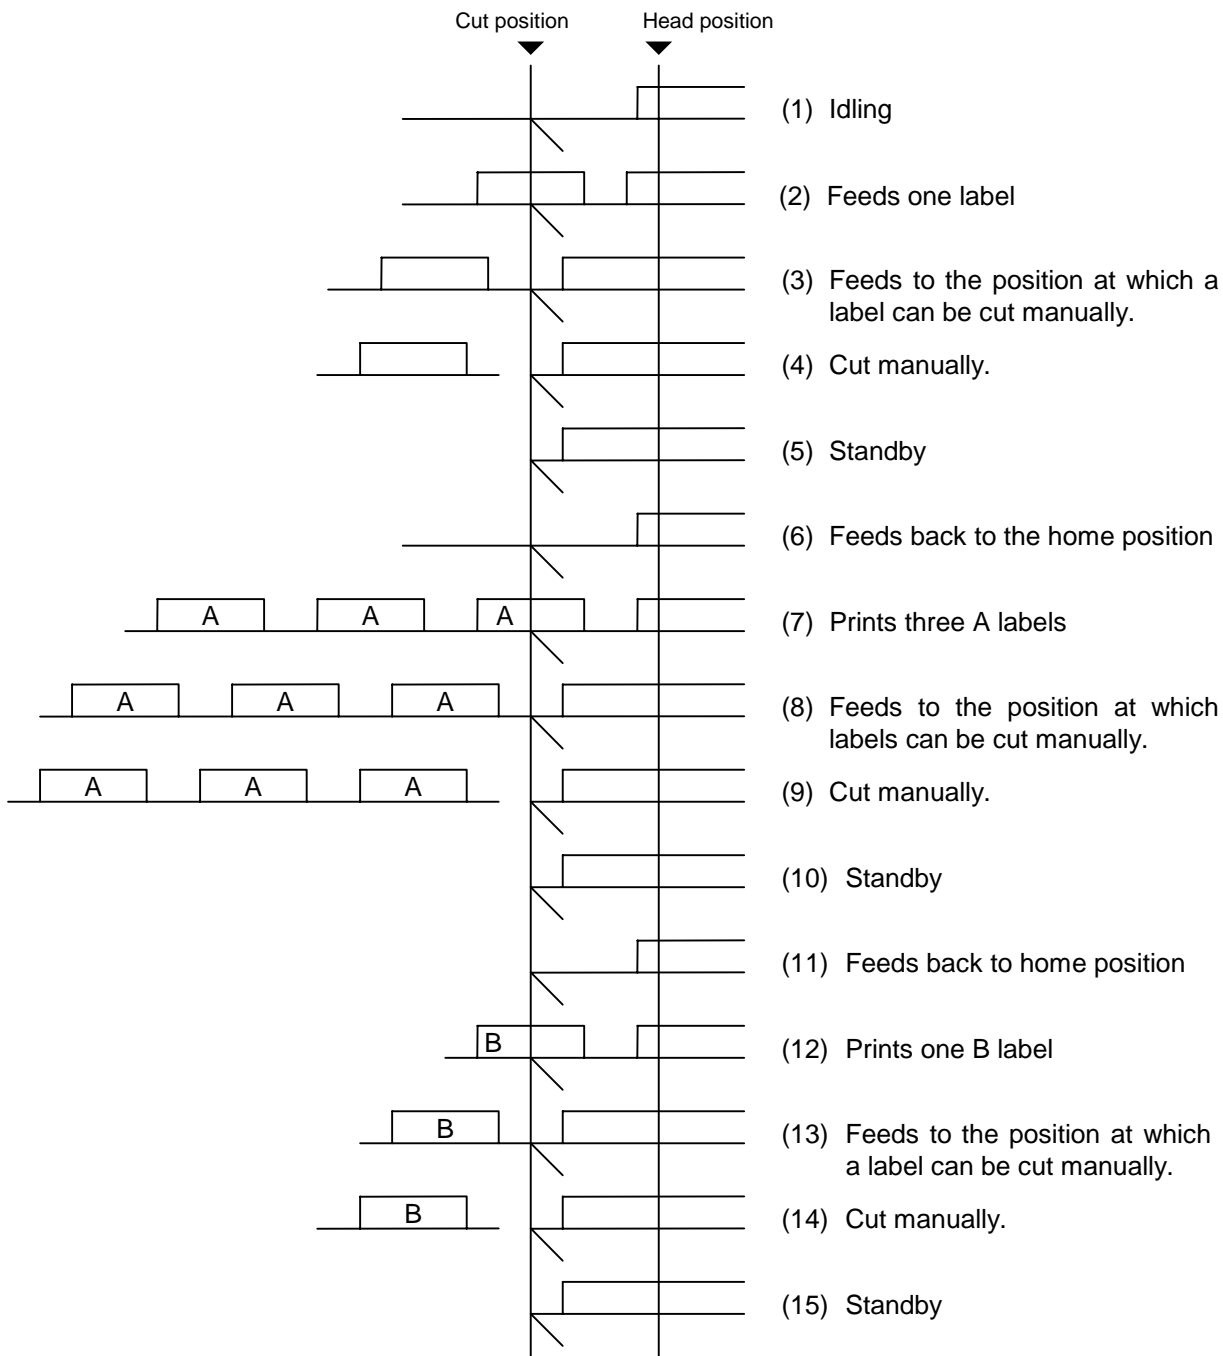 Cut position Head position
(1) Idling
(2) Feeds one label
(3) Feeds to the position at which a
label can be cut manually.
(4) Cut manually.
(5) Standby
(6) Feeds back to the home position
A A A
(7) Prints three A labels
A A A
(8) Feeds to the position at which
labels can be cut manually.
A A A
(9) Cut manually.
(10) Standby
(11) Feeds back to home position
B
(12) Prints one B label
B
(13) Feeds to the position at which
a label can be cut manually.
B
(14) Cut manually.
(15) Standby